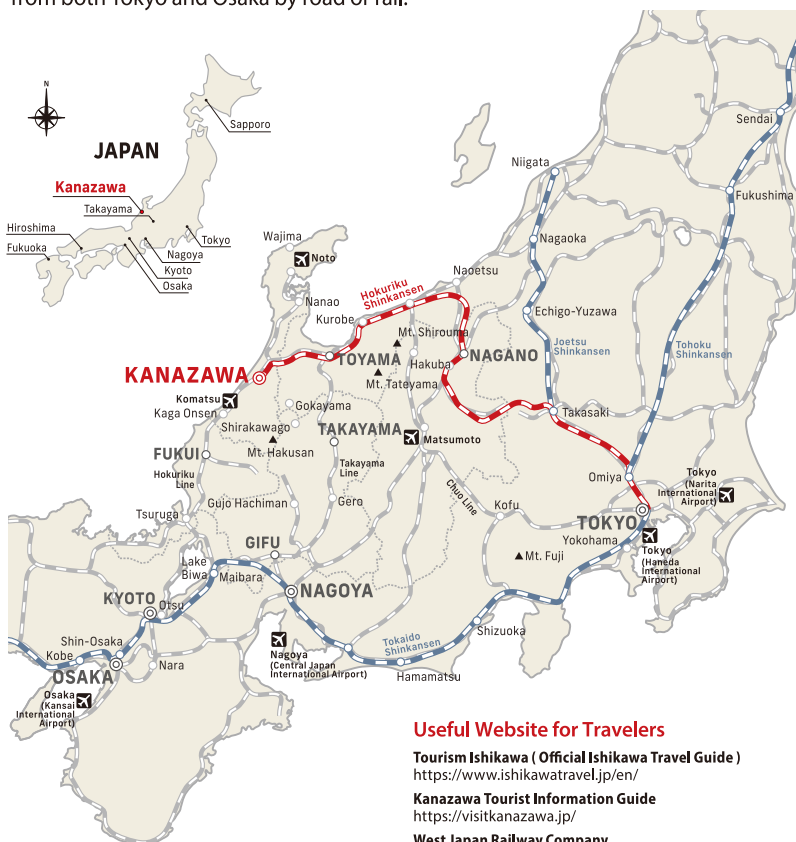 from both Tokyo and Osaka by road or rail.
N
JAPAN
Sapporo
Kanazawa
Takayama
Hiroshima
Fukuoka
Tokyo
Nagoya
Kyoto
Osaka
Sendai
Niigata
Fukushima
Nagaoka
Wajima
Noto
Naoetsu
Hokuriku
Shinkansen
Nanao
Kurobe
Echigo-Yuzawa
Mt. Shirouma
Joetsu
Shinkansen
Tohoku
Shinkansen
TOYAMA
Hakuba
NAGANO
KANAZAWA
Mt. Tateyama
Komatsu
Kaga Onsen
Gokayama
Takasaki
Shirakawago
TAKAYAMA
Matsumoto
Mt. Hakusan
FUKUI
Hokuriku
Line
Takayama
Line
Omiya
Tokyo
(Narita
International
Airport)
Chuo Line
Gujo Hachiman
Gero
Kofu
Tsuruga
TOKYO
Yokohama
GIFU
Mt. Fuji
Tokyo
(Haneda
International
Airport)
Lake
Biwa
Maibara
NAGOYA
KYOTO
Otsu
Shizuoka
Shin-Osaka
Kobe
Tokaido
Shinkansen
Nagoya
(Central Japan
International Airport)
Nara
OSAKA
Hamamatsu
Osaka
(Kansai
International
Airport)
Useful Website for Travelers
Tourism Ishikawa ( Official Ishikawa Travel Guide )
https://www.ishikawatravel.jp/en/
Kanazawa Tourist Information Guide
https://visitkanazawa.jp/
West Japan Railway Company